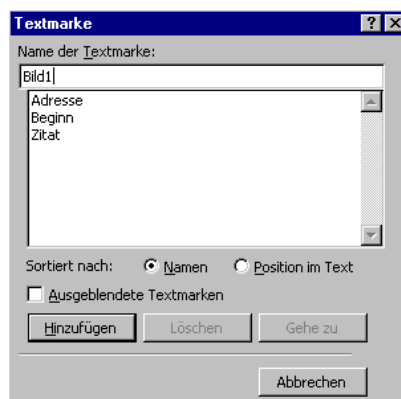 Textmarke
Name der Textmarke:
Bild1
Adresse
Beginn
Zitat
Sortiert nach: Namen Position im Text
Ausgeblendete Textmarken
Hinzufügen Löschen Gehe zu
Abbrechen